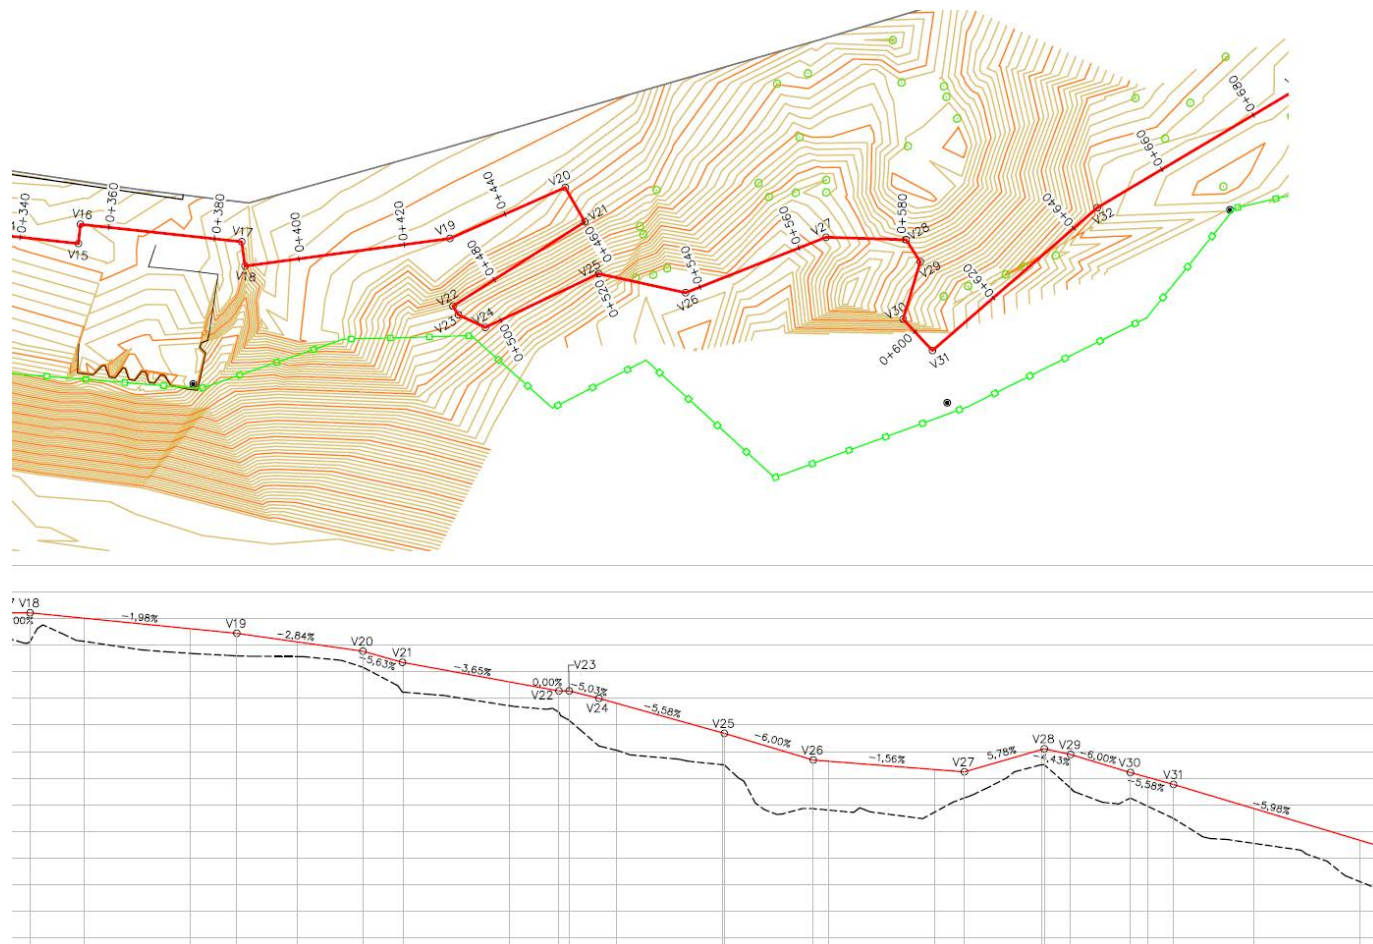 0+680
0+660
V20
0+440
V16
0+360
0+380
0+340
V15
V17
0+400
0+420
V19
V21
0+460
0+640
V32
0+580
V28
V27
0+560
V18
0+480
V25
0+540
V29
0+620
0+520
V26
V22
V23
V24
0+500
V30
0+600
V31
V18
00%
-1,98%
V19
-2,84%
V20
-5,63%
V21
-3,65%
V23
0,00%
V22
-5,03%
V24
-5,58%
V25
-6,00%
V26
-1,56%
V27
5,78%
V28
V29
-6,00%
V30
-5,58%
V31
-5,98%